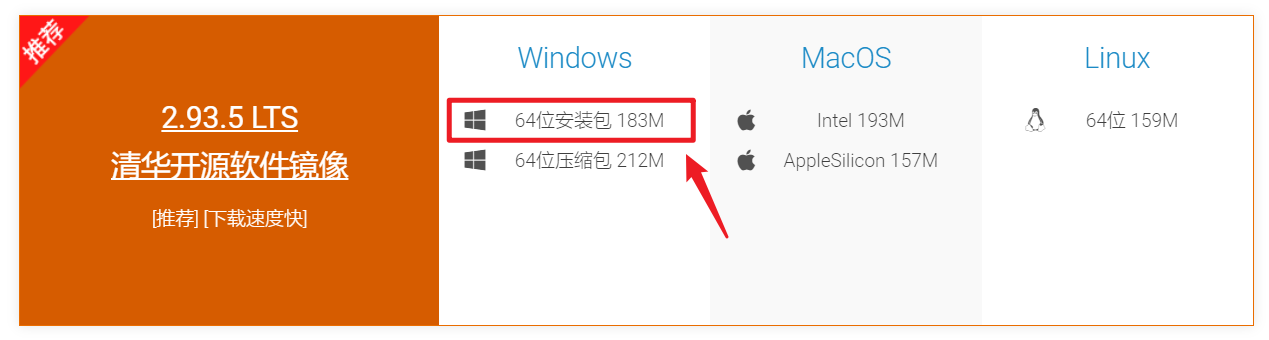 推荐
2.93.5 LTS
清华开源软件镜像
[推荐] [下载速度快]
Windows
64位安装包 183M
64位压缩包 212M
MacOS
Intel 193M
AppleSilicon 157M
Linux
64位 159M